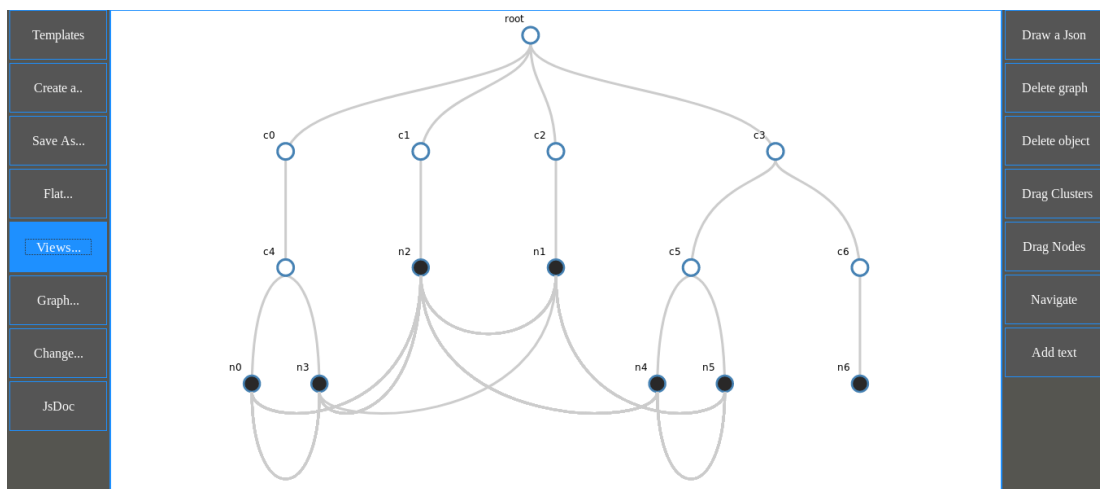 Templates
Create a..
Save As...
Flat...
Views...
Graph...
Change...
JsDoc
root
c0
c1
c2
c3
c4
n2
n1
c5
c6
n0
n3
n4
n5
n6
Draw a Json
Delete graph
Delete object
Drag Clusters
Drag Nodes
Navigate
Add text